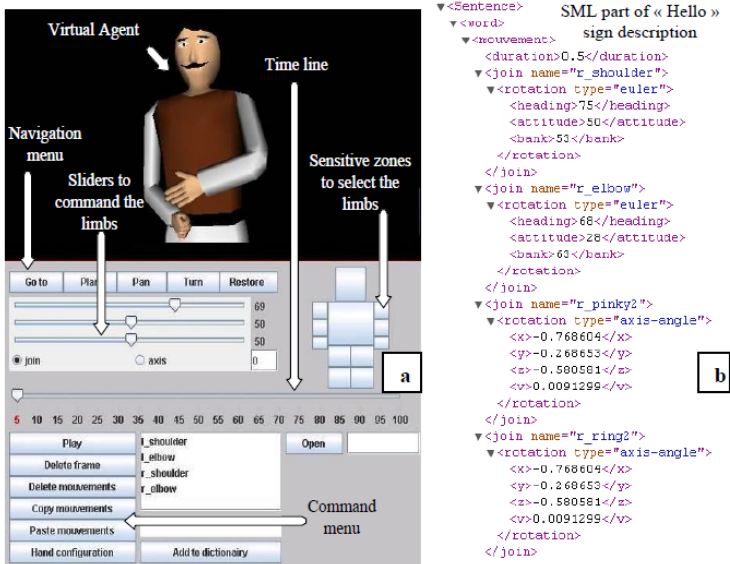 Virtual Agent
Time line
Navigation
menu
Sliders to
command the
limbs
Sensitive zones
to select the
limbs
Go to Plan Pan Turn Restore
69
50
50
join axis 0
a
5 10 15 20 25 30 35 40 45 50 55 60 65 70 75 80 85 90 95 100
Play
Delete frame
Delete mouvements
Copy mouvements
Paste mouvements
Hand configuration
l_shoulder
l_elbow
r_shoulder
r_elbow
Open
Command
menu
Add to dictionairy
SML part of « Hello »
sign description
<Sentence>
<word>
<mouvement>
<duration>0.5</duration>
<join name="r_shoulder">
<rotation type="euler">
<heading>75</heading>
<attitude>50</attitude>
<bank>53</bank>
</rotation>
</join>
<join name="r_elbow">
<rotation type="euler">
<heading>68</heading>
<attitude>28</attitude>
<bank>63</bank>
</rotation>
</join>
<join name="r_pinky2">
<rotation type="axis-angle">
<x>-0.768604</x>
<y>-0.268653</y>
<z>-0.580581</z>
<v>0.0091299</v>
</rotation>
</join>
<join name="r_ring2">
<rotation type="axis-angle">
<x>-0.768604</x>
<y>-0.268653</y>
<z>-0.580581</z>
<v>0.0091299</v>
</rotation>
</join>
b